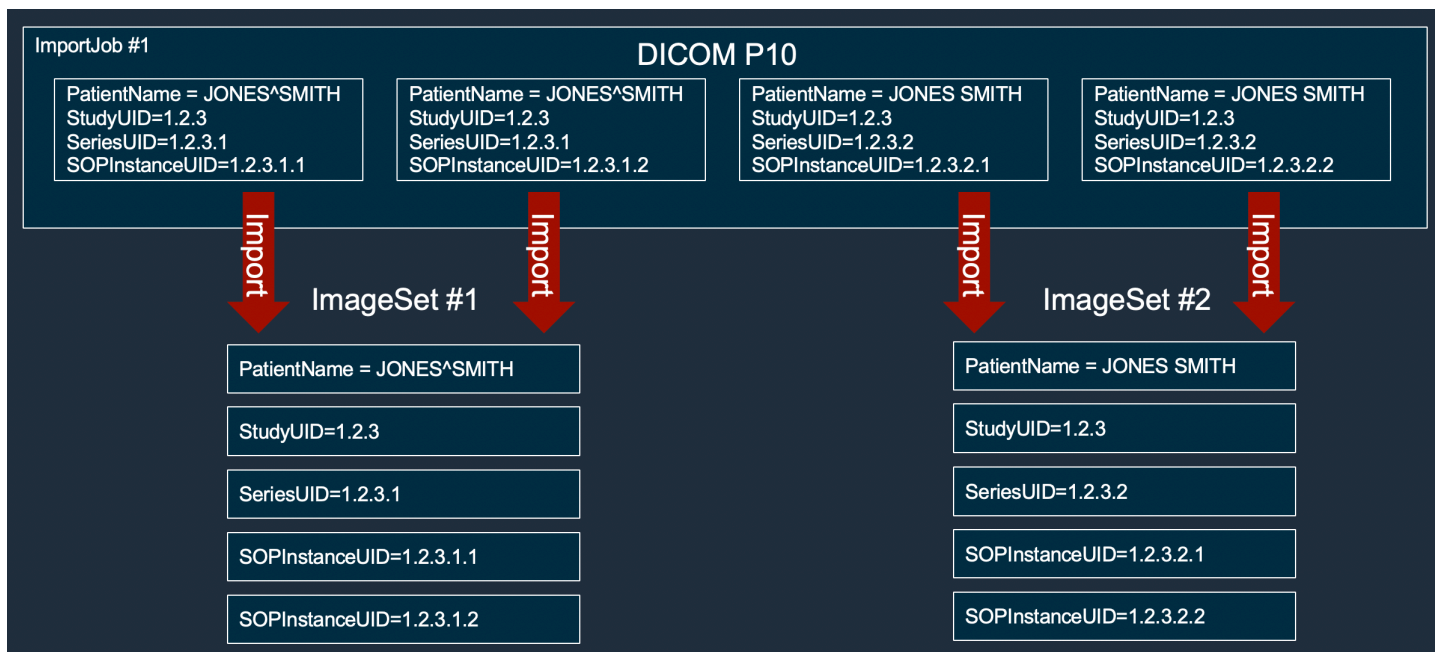 ImportJob #1
DICOM P10
PatientName = JONES^SMITH
StudyUID=1.2.3
SeriesUID=1.2.3.1
SOPInstanceUID=1.2.3.1.1
PatientName = JONES^SMITH
StudyUID=1.2.3
SeriesUID=1.2.3.1
SOPInstanceUID=1.2.3.1.2
PatientName = JONES SMITH
StudyUID=1.2.3
SeriesUID=1.2.3.2
SOPInstanceUID=1.2.3.2.1
PatientName = JONES SMITH
StudyUID=1.2.3
SeriesUID=1.2.3.2
SOPInstanceUID=1.2.3.2.2
Import
Import
Import
Import
ImageSet #1
PatientName = JONES^SMITH
StudyUID=1.2.3
SeriesUID=1.2.3.1
SOPInstanceUID=1.2.3.1.1
SOPInstanceUID=1.2.3.1.2
ImageSet #2
PatientName = JONES SMITH
StudyUID=1.2.3
SeriesUID=1.2.3.2
SOPInstanceUID=1.2.3.2.1
SOPInstanceUID=1.2.3.2.2